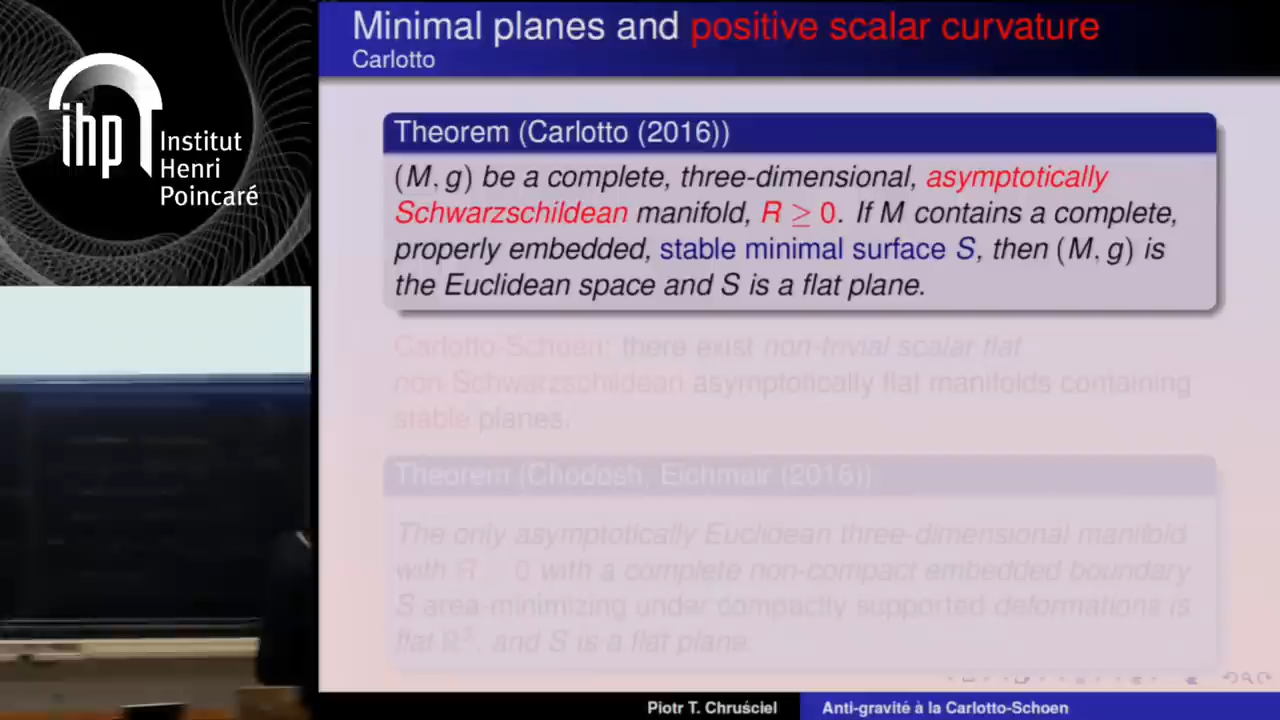 ihp
Institut
Henri
Poincaré
Minimal planes and positive scalar curvature
Carlotto
Theorem (Carlotto (2016))
(M, g) be a complete, three-dimensional, asymptotically
Schwarzschildean manifold, R ≥ 0. If M contains a complete,
properly embedded, stable minimal surface S, then (M, g) is
the Euclidean space and S is a flat plane.
Carlotto-Schoen: there exist non-trivial scalar flat
non Schwarzschildean asymptotically flat manifolds containing
stable planes.
Theorem (Chodosh, Eichmair (2016))
The only asymptotically Euclidean three-dimensional manifold
with R ≥ 0 with a complete non-compact embedded boundary
S area-minimizing under compactly supported deformations is
flat ℝ³, and S is a flat plane.
Piotr T. Chruściel
Anti-gravité à la Carlotto-Schoen